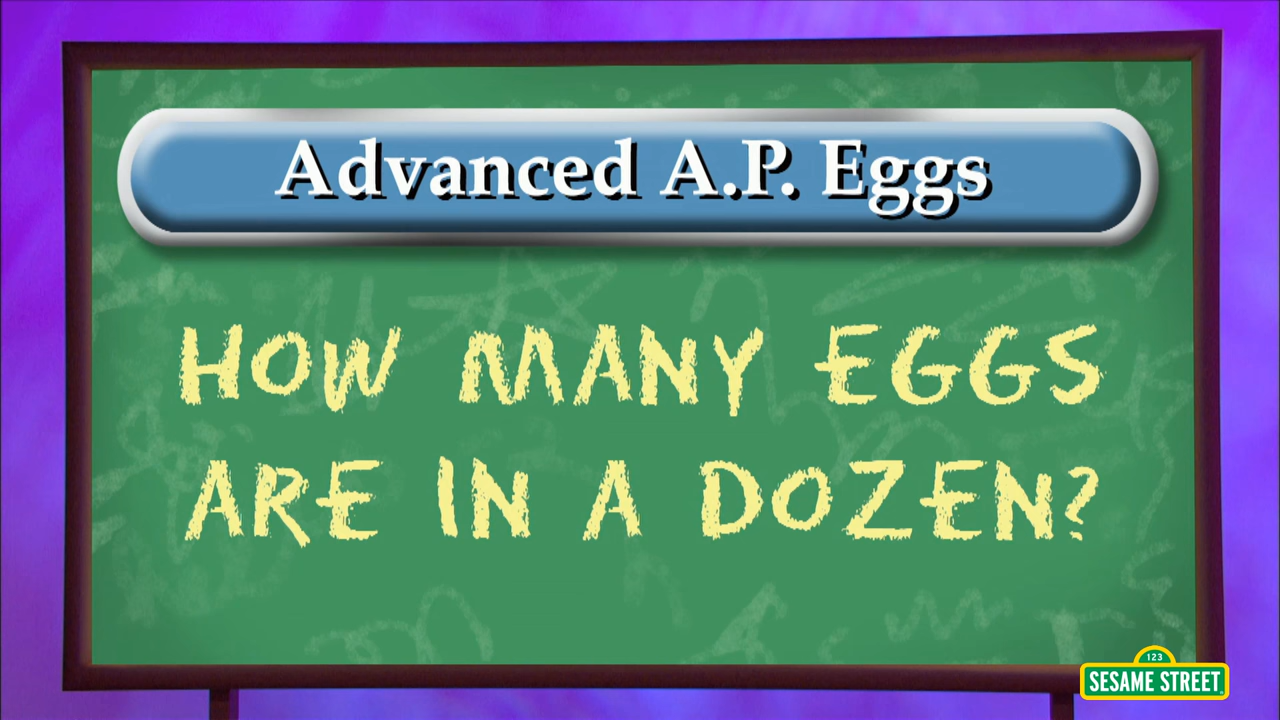 Advanced A.P. Eggs
HOW MANY EGGS
ARE IN A DOZEN?
123
SESAME STREET